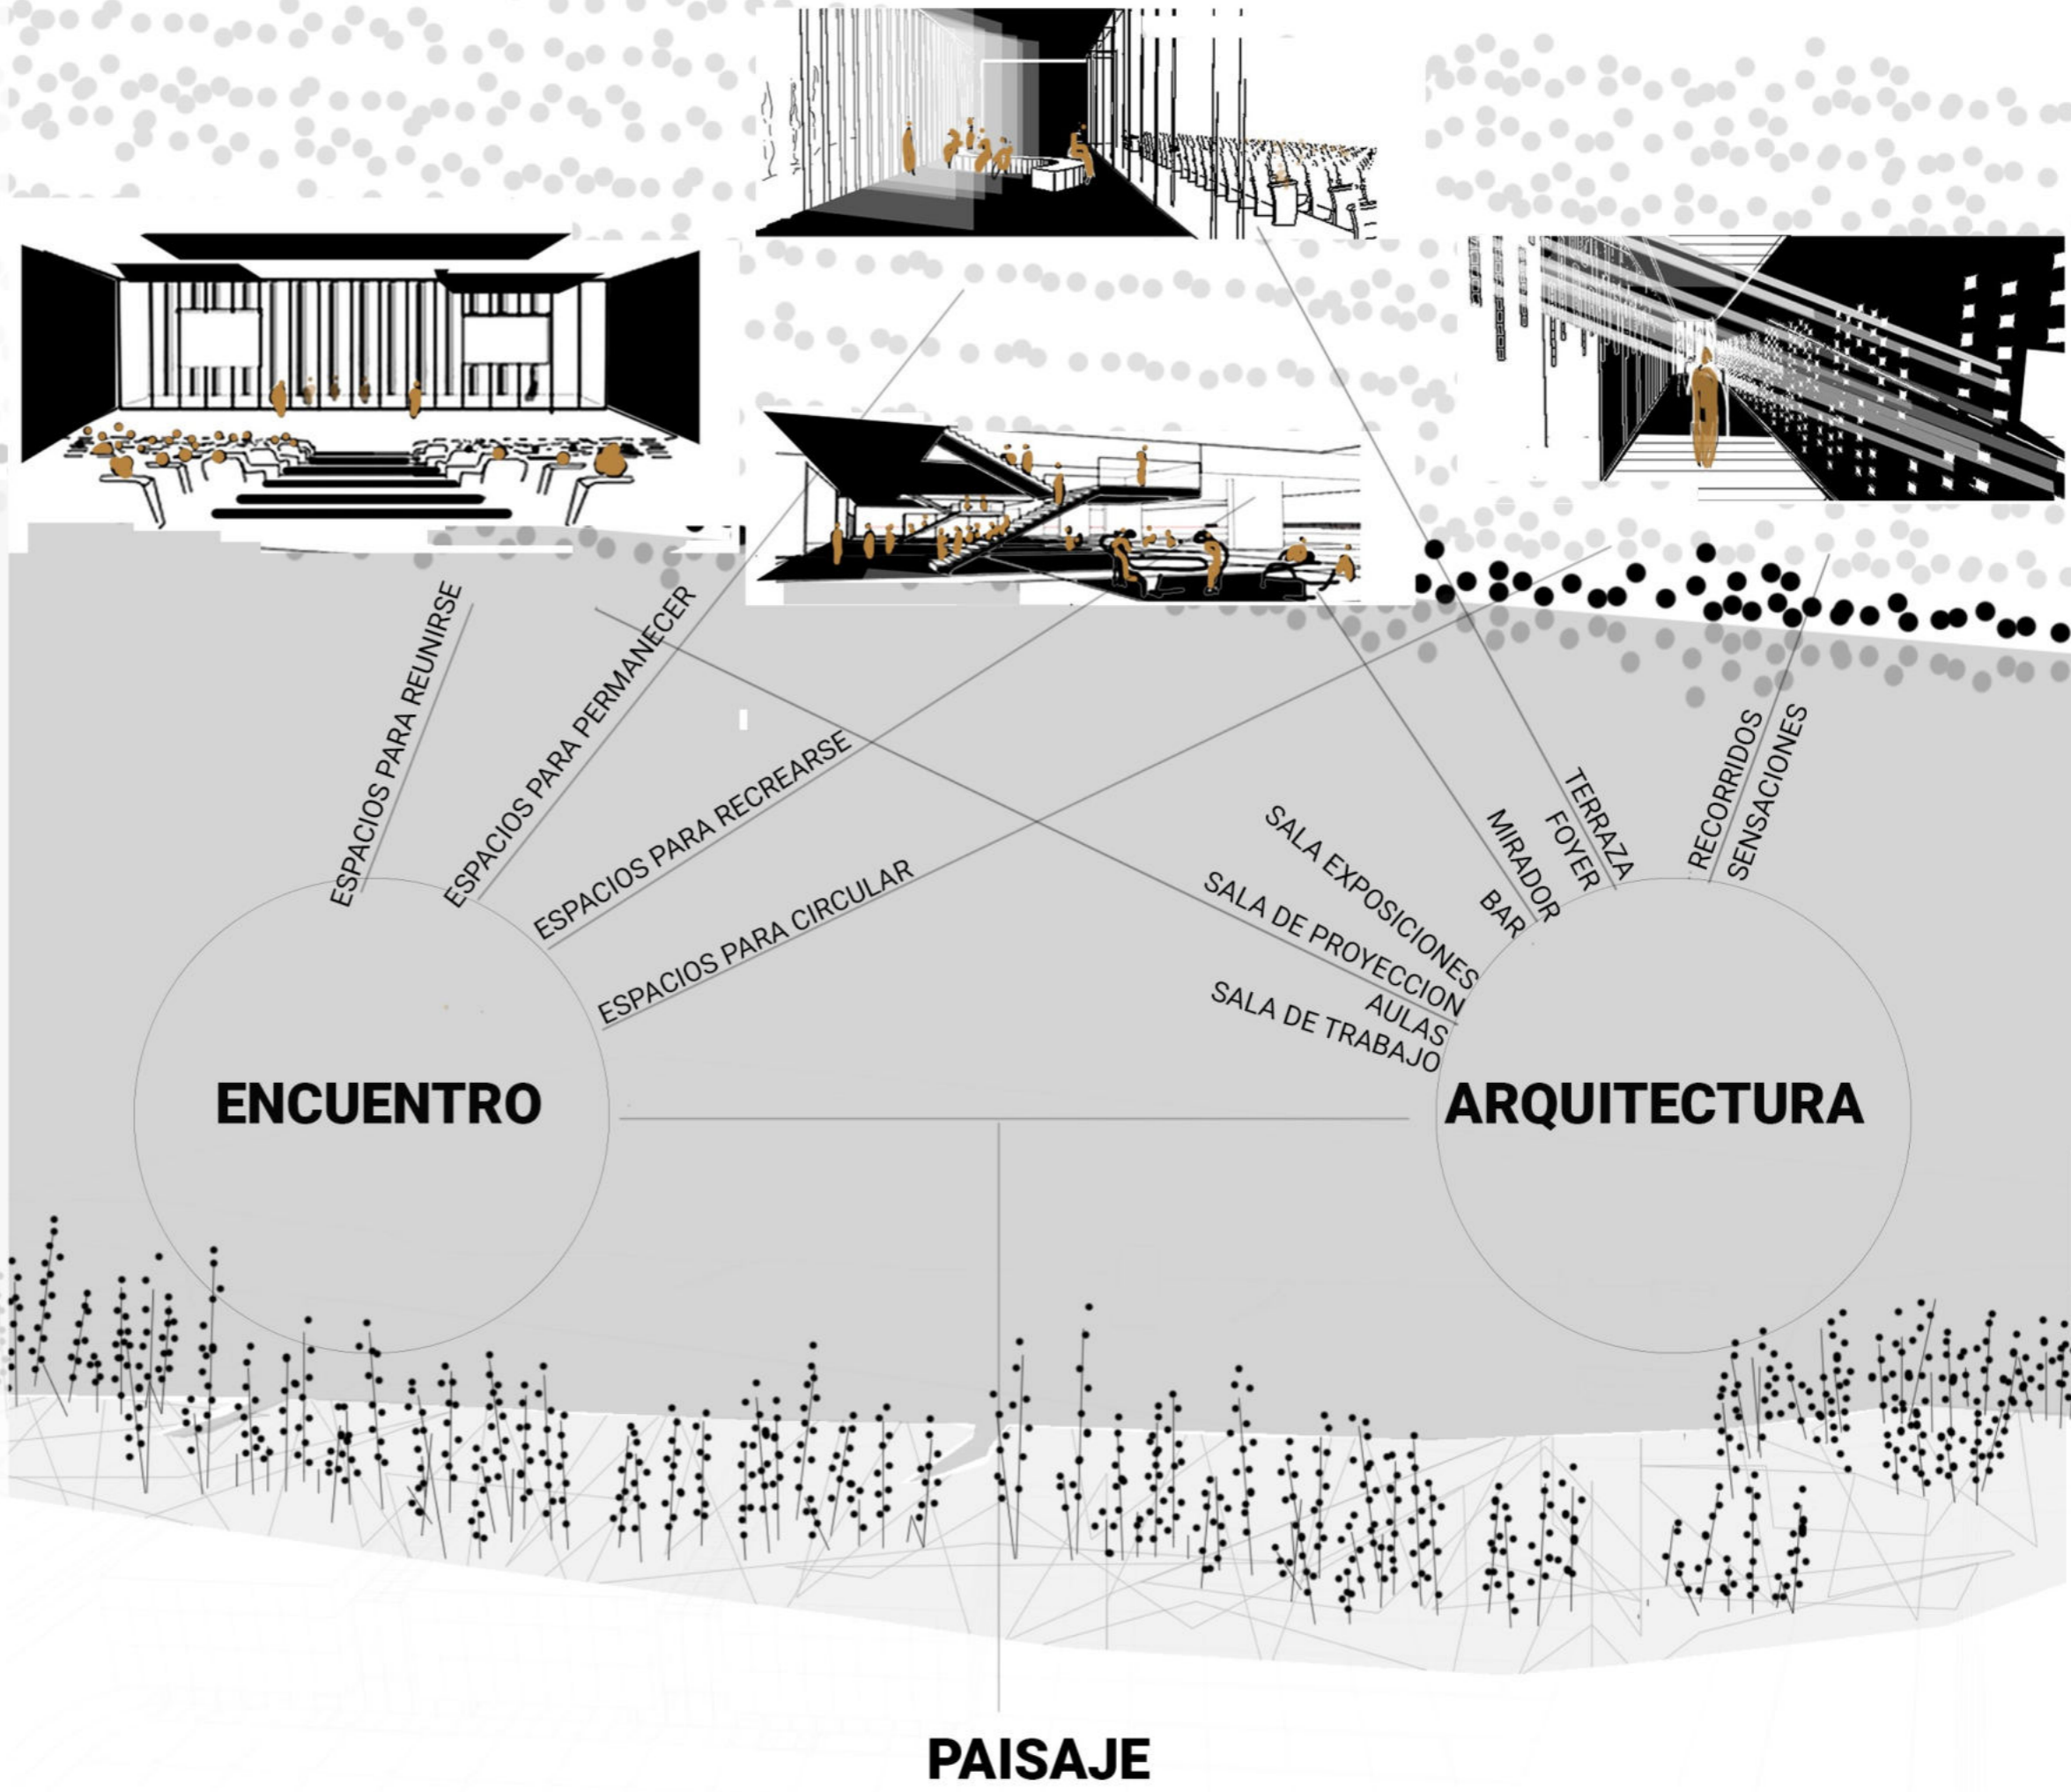 ESPACIOS PARA REUNIRSE
ESPACIOS PARA PERMANECER
ESPACIOS PARA RECREARSE
ESPACIOS PARA CIRCULAR
SALA DE TRABAJO
AULAS
SALA DE PROYECCION
SALA EXPOSICIONES
BAR
MIRADOR
FOYER
TERRAZA
RECORRIDOS
SENSACIONES
ENCUENTRO
ARQUITECTURA
PAISAJE